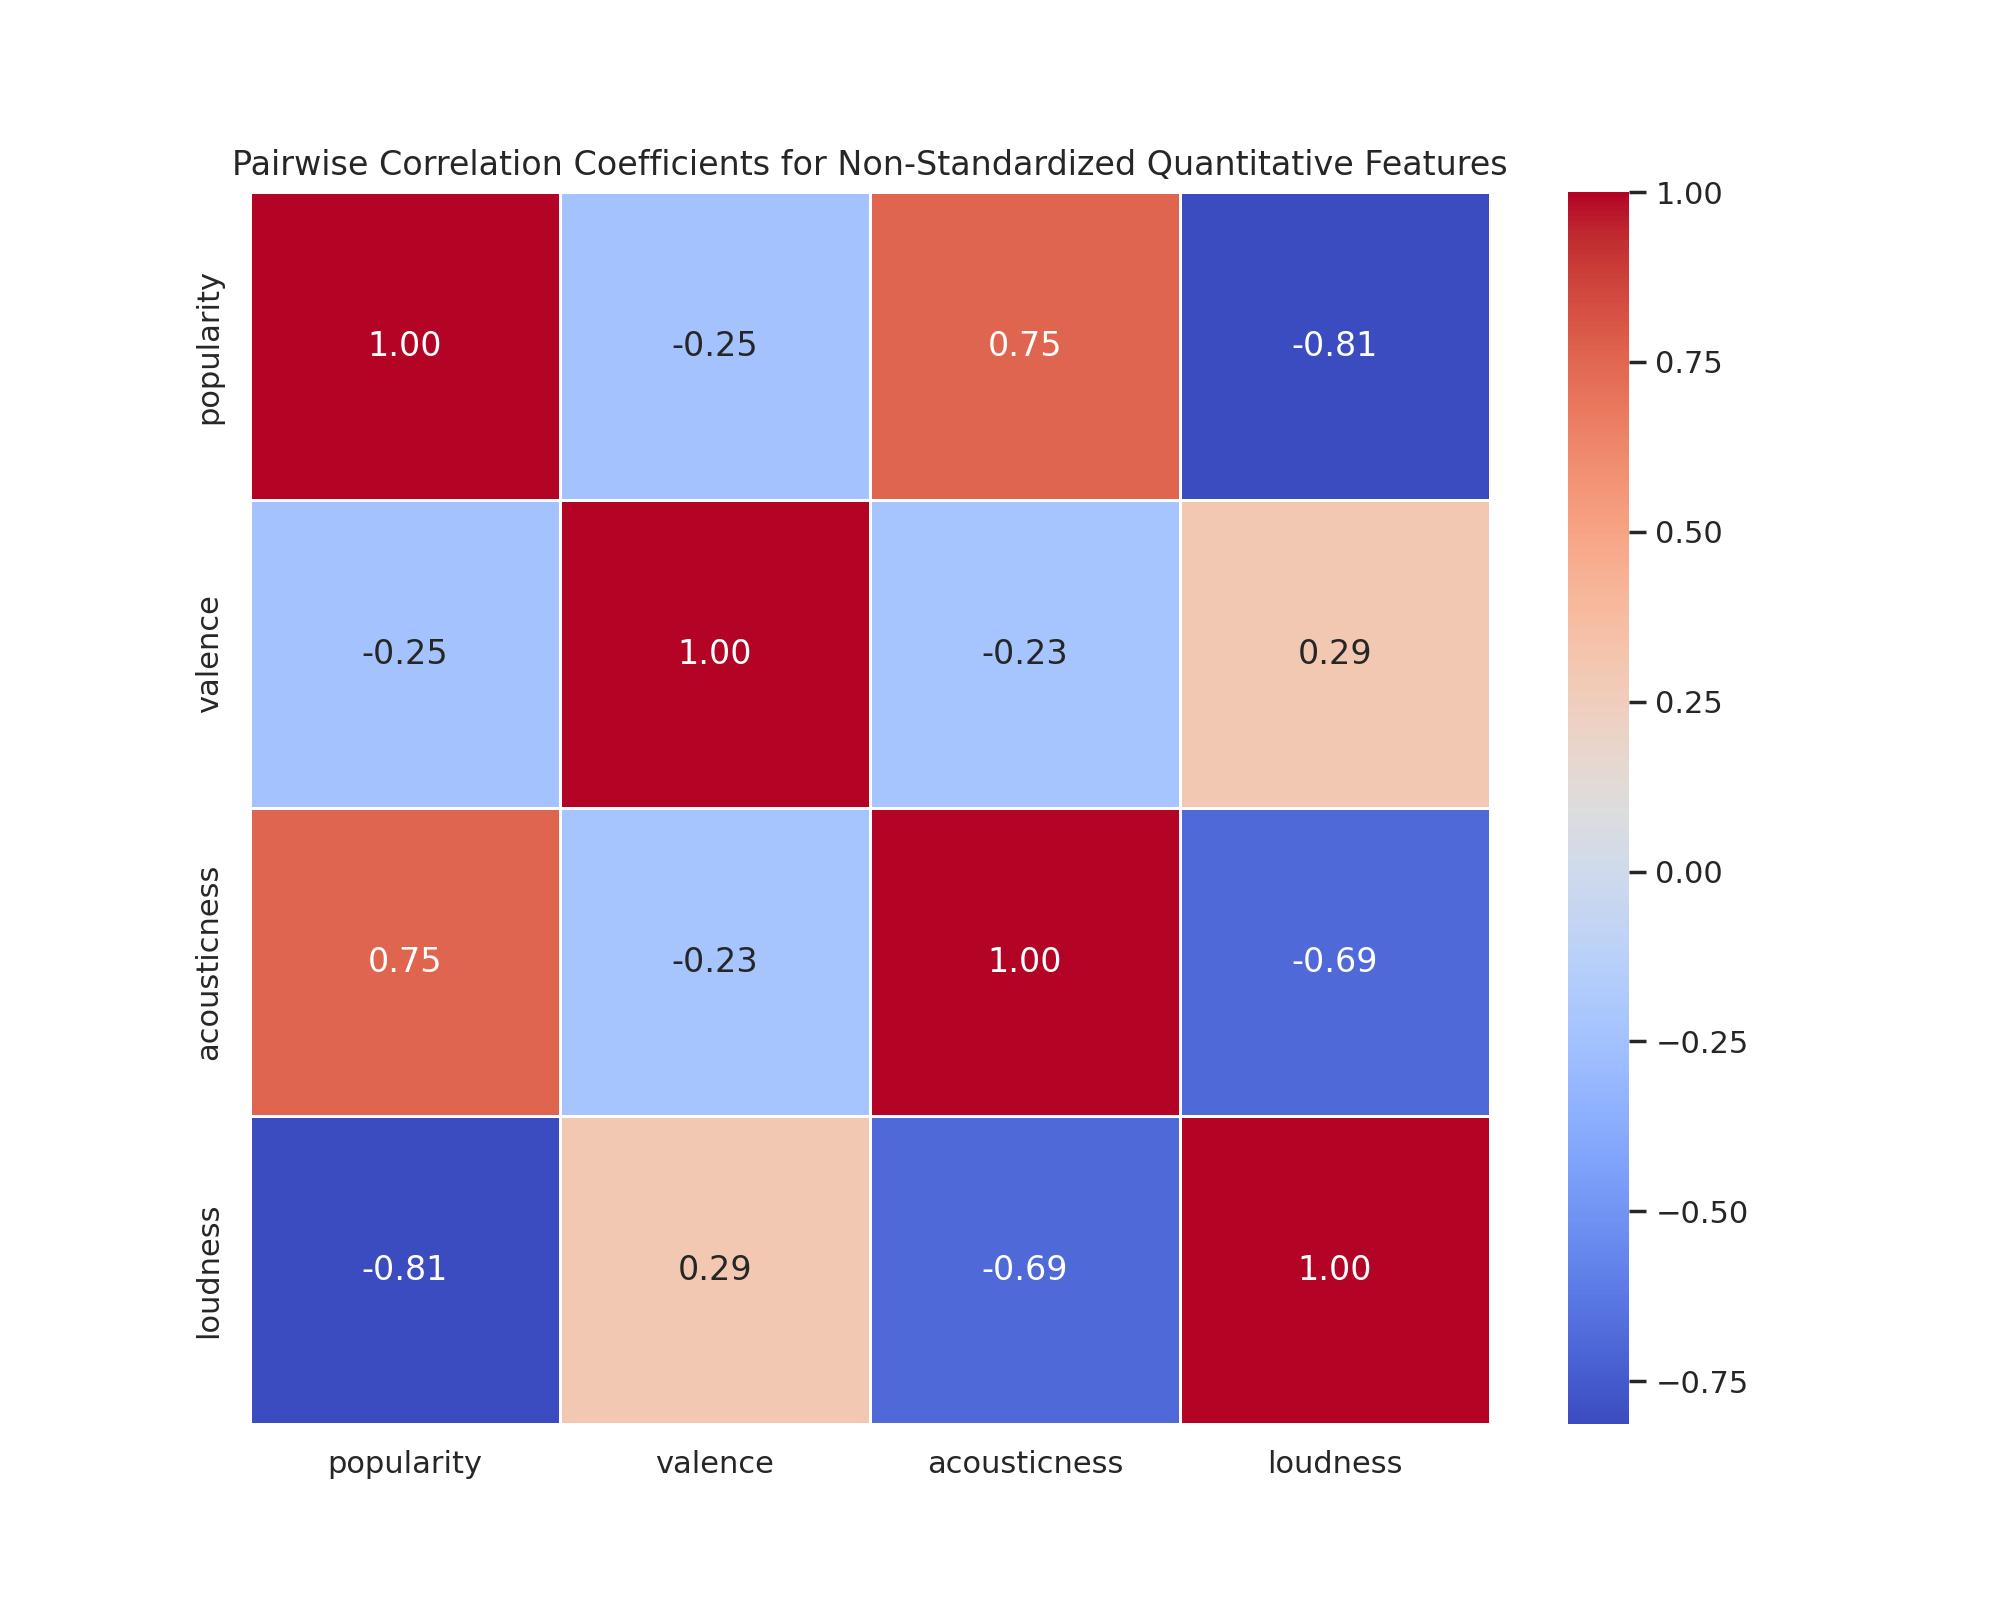 Pairwise Correlation Coefficients for Non-Standardized Quantitative Features
popularity 1.00 -0.25 0.75 -0.81
valence -0.25 1.00 -0.23 0.29
acousticness 0.75 -0.23 1.00 -0.69
loudness -0.81 0.29 -0.69 1.00
popularity valence acousticness loudness
1.00
0.75
0.50
0.25
0.00
−0.25
−0.50
−0.75